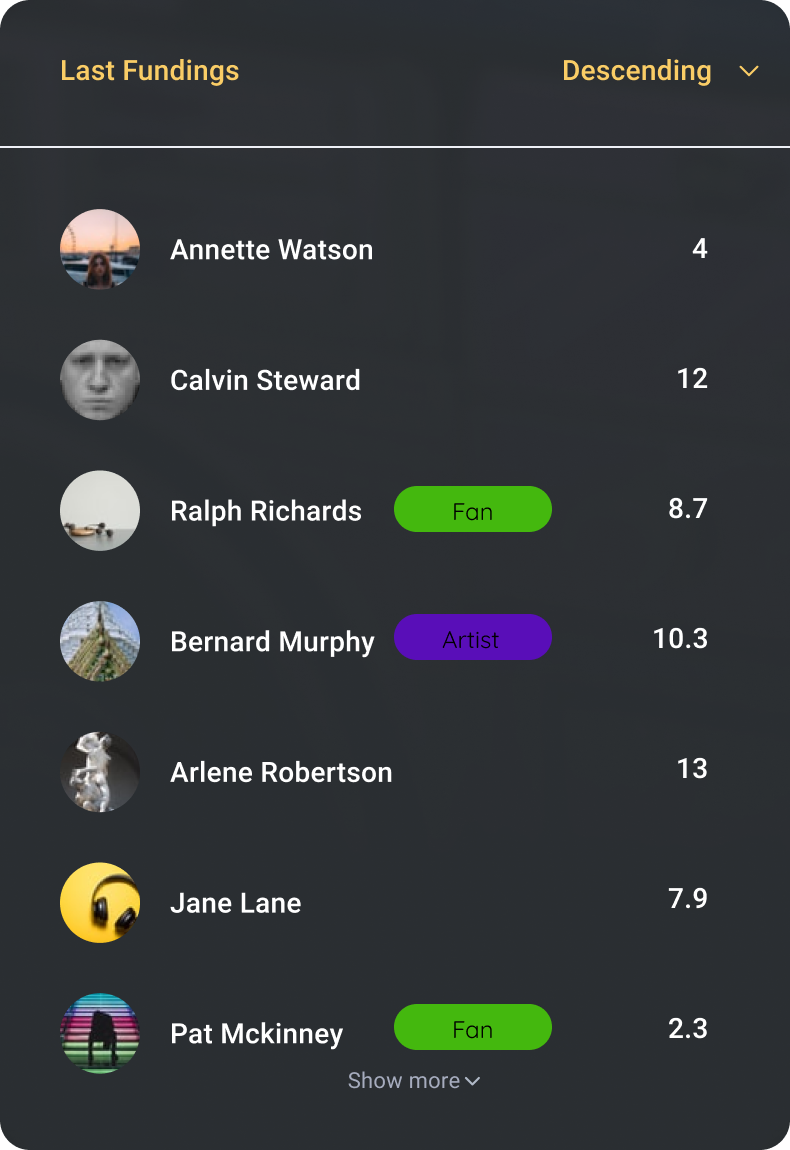 Last Fundings Descending
Annette Watson 4
Calvin Steward 12
Ralph Richards Fan 8.7
Bernard Murphy Artist 10.3
Arlene Robertson 13
Jane Lane 7.9
Pat Mckinney Fan 2.3
Show more